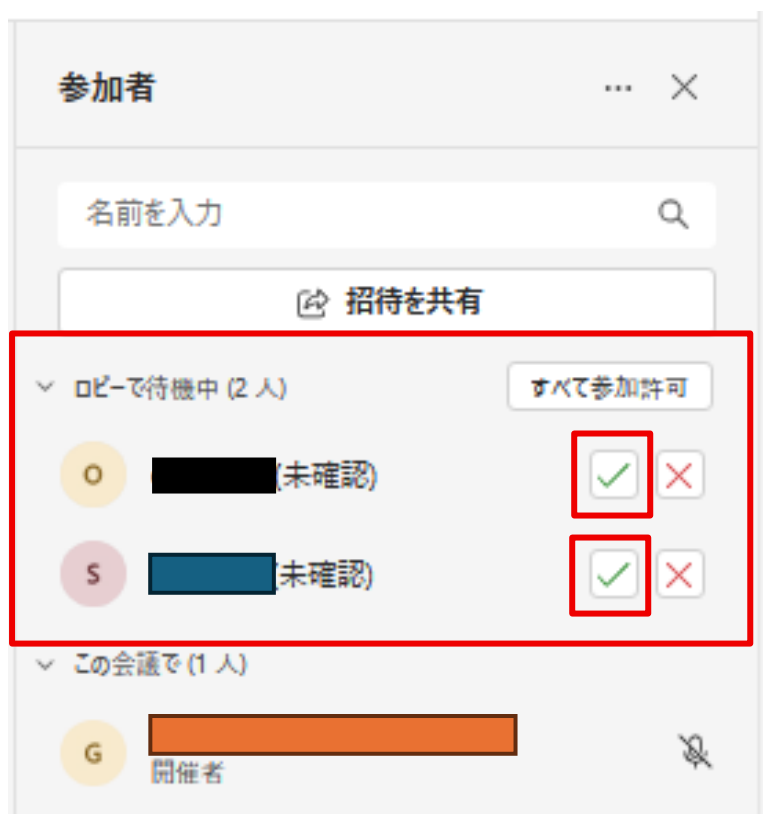 参加者
名前を入力
招待を共有
ロビーで待機中 (2 人)
すべて参加許可
O
(未確認)
S
未確認)
この会議で (1 人)
G
開催者